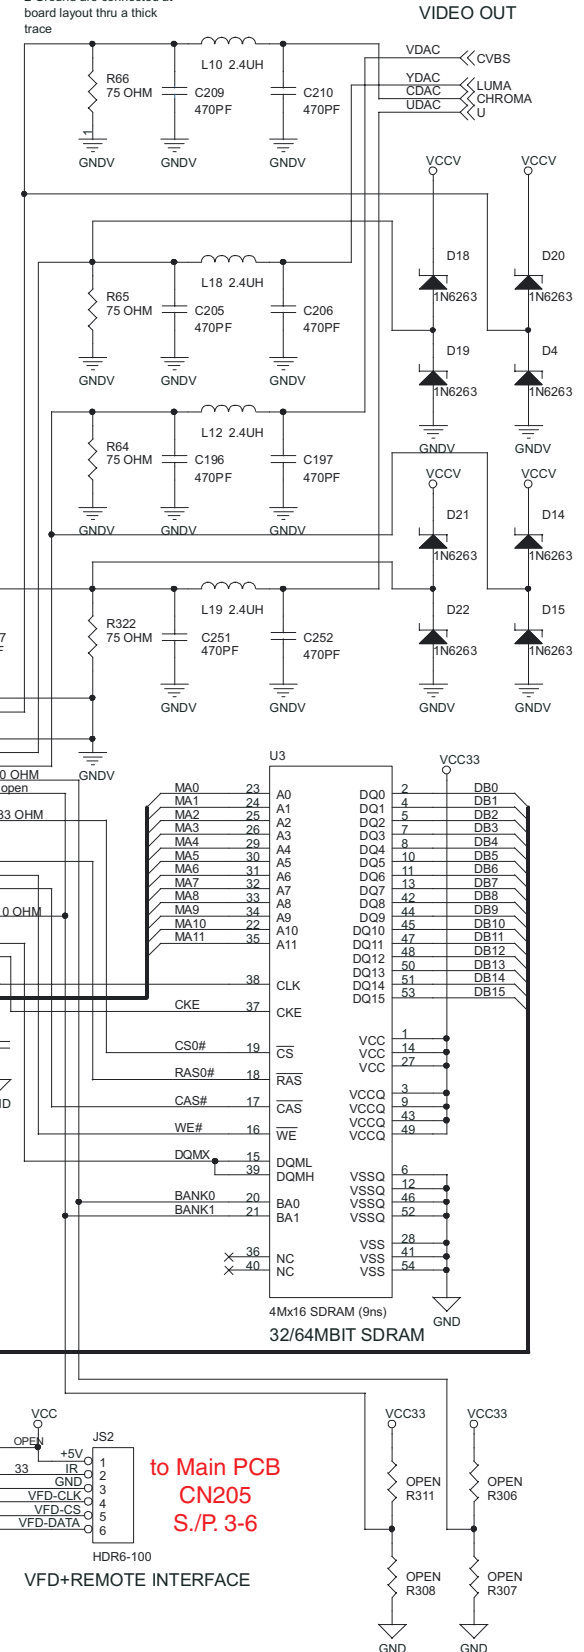 2 Ground are connected at
board layout thru a thick
trace
VIDEO OUT
VDAC
CVBS
YDAC
LUMA
CDAC
CHROMA
UDAC
U
L10 2.4UH
R66
75 OHM
C209
470PF
C210
470PF
1
GNDV
GNDV
GNDV
VCCV
VCCV
D18
1N6263
D20
1N6263
L18 2.4UH
R65
75 OHM
C205
470PF
C206
470PF
GNDV
GNDV
GNDV
D19
1N6263
D4
1N6263
GNDV
GNDV
L12 2.4UH
R64
75 OHM
C196
470PF
C197
470PF
GNDV
GNDV
GNDV
VCCV
VCCV
D21
1N6263
D14
1N6263
L19 2.4UH
R322
75 OHM
C251
470PF
C252
470PF
7
F
D22
1N6263
D15
1N6263
GNDV
GNDV
GNDV
GNDV
GNDV
0 OHM
open
33 OHM
0 OHM
ND
U3
VCC33
MA0 23 A0 DQ0 2 DB0
MA1 24 A1 DQ1 4 DB1
MA2 25 A2 DQ2 5 DB2
MA3 26 A3 DQ3 7 DB3
MA4 29 A4 DQ4 8 DB4
MA5 30 A5 DQ5 10 DB5
MA6 31 A6 DQ6 11 DB6
MA7 32 A7 DQ7 13 DB7
MA8 33 A8 DQ8 42 DB8
MA9 34 A9 DQ9 44 DB9
MA10 22 A10 DQ10 45 DB10
MA11 35 A11 DQ11 47 DB11
DQ12 48 DB12
DQ13 50 DB13
38 CLK DQ14 51 DB14
DQ15 53 DB15
CKE 37 CKE
VCC 1
CS0# 19 CS VCC 14
VCC 27
RAS0# 18 RAS
VCCQ 3
CAS# 17 CAS VCCQ 9
VCCQ 43
WE# 16 WE VCCQ 49
DQMX 15 DQML
39 DQMH VSSQ 6
VSSQ 12
BANK0 20 BA0 VSSQ 46
BANK1 21 BA1 VSSQ 52
VSS 28
36 NC VSS 41
40 NC VSS 54
GND
4Mx16 SDRAM (9ns)
32/64MBIT SDRAM
VCC
OPEN
JS2
+5V 1
33 IR 2
GND 3
VFD-CLK 4
VFD-CS 5
VFD-DATA 6
HDR6-100
VFD+REMOTE INTERFACE
to Main PCB
CN205
S./P. 3-6
VCC33
VCC33
OPEN
R311
OPEN
R306
OPEN
R308
OPEN
R307
GND
GND